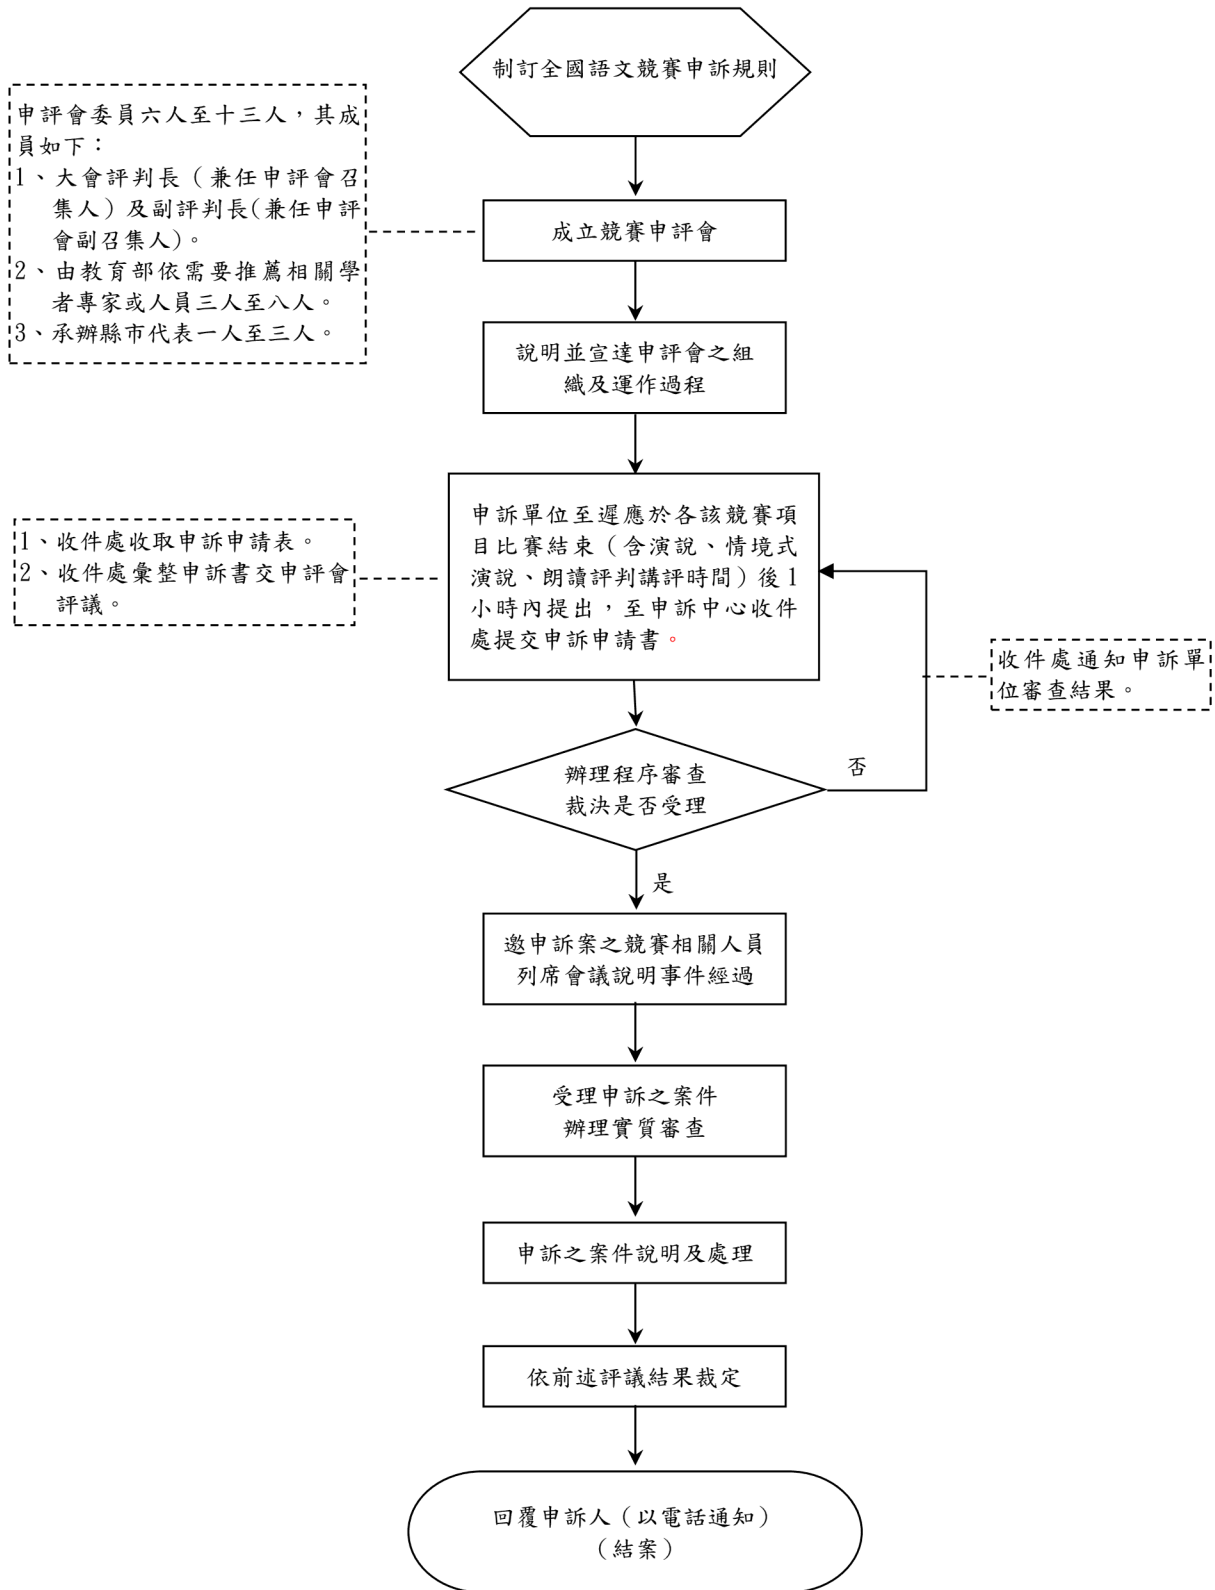 制訂全國語文競賽申訴規則
申評會委員六人至十三人，其成
員如下：
1、大會評判長（兼任申評會召
集人）及副評判長(兼任申評
會副召集人)。
2、由教育部依需要推薦相關學
者專家或人員三人至八人。
3、承辦縣市代表一人至三人。
成立競賽申評會
說明並宣達申評會之組
織及運作過程
申訴單位至遲應於各該競賽項
目比賽結束（含演說、情境式
演說、朗讀評判講評時間）後1
小時內提出，至申訴中心收件
處提交申訴申請書。
1、收件處收取申訴申請表。
2、收件處彙整申訴書交申評會
評議。
收件處通知申訴單
位審查結果。
辦理程序審查
裁決是否受理
否
是
邀申訴案之競賽相關人員
列席會議說明事件經過
受理申訴之案件
辦理實質審查
申訴之案件說明及處理
依前述評議結果裁定
回覆申訴人（以電話通知）
（結案）